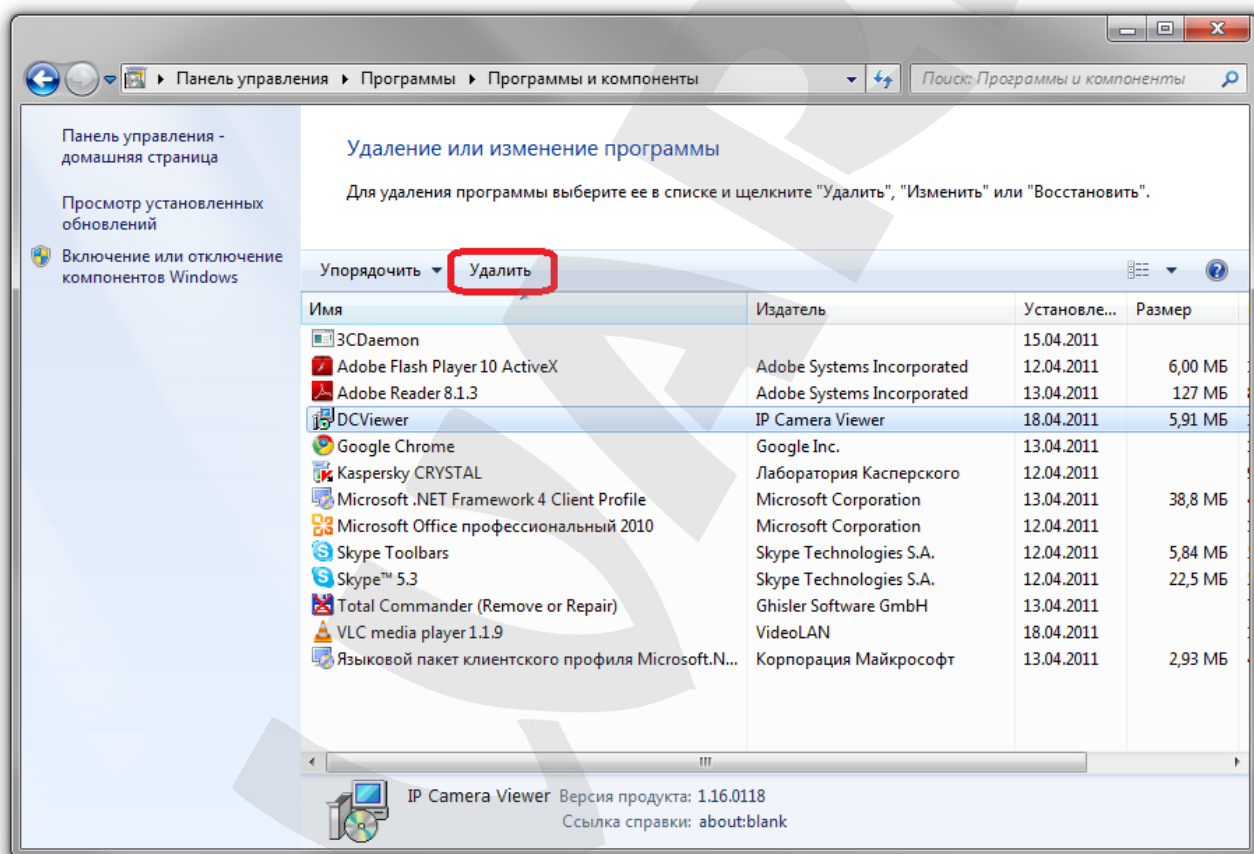 Панель управления ▸ Программы ▸ Программы и компоненты
Поиск: Программы и компоненты
Панель управления -
домашняя страница
Просмотр установленных
обновлений
Включение или отключение
компонентов Windows
Удаление или изменение программы
Для удаления программы выберите ее в списке и щелкните "Удалить", "Изменить" или "Восстановить".
Упорядочить Удалить
Имя Издатель Установле... Размер
3CDaemon 15.04.2011
Adobe Flash Player 10 ActiveX Adobe Systems Incorporated 12.04.2011 6,00 МБ
Adobe Reader 8.1.3 Adobe Systems Incorporated 13.04.2011 127 МБ
DCViewer IP Camera Viewer 18.04.2011 5,91 МБ
Google Chrome Google Inc. 13.04.2011
Kaspersky CRYSTAL Лаборатория Касперского 12.04.2011
Microsoft .NET Framework 4 Client Profile Microsoft Corporation 13.04.2011 38,8 МБ
Microsoft Office профессиональный 2010 Microsoft Corporation 12.04.2011
Skype Toolbars Skype Technologies S.A. 12.04.2011 5,84 МБ
Skype™ 5.3 Skype Technologies S.A. 12.04.2011 22,5 МБ
Total Commander (Remove or Repair) Ghisler Software GmbH 13.04.2011
VLC media player 1.1.9 VideoLAN 18.04.2011
Языковой пакет клиентского профиля Microsoft.N... Корпорация Майкрософт 13.04.2011 2,93 МБ
IP Camera Viewer Версия продукта: 1.16.0118
Ссылка справки: about:blank